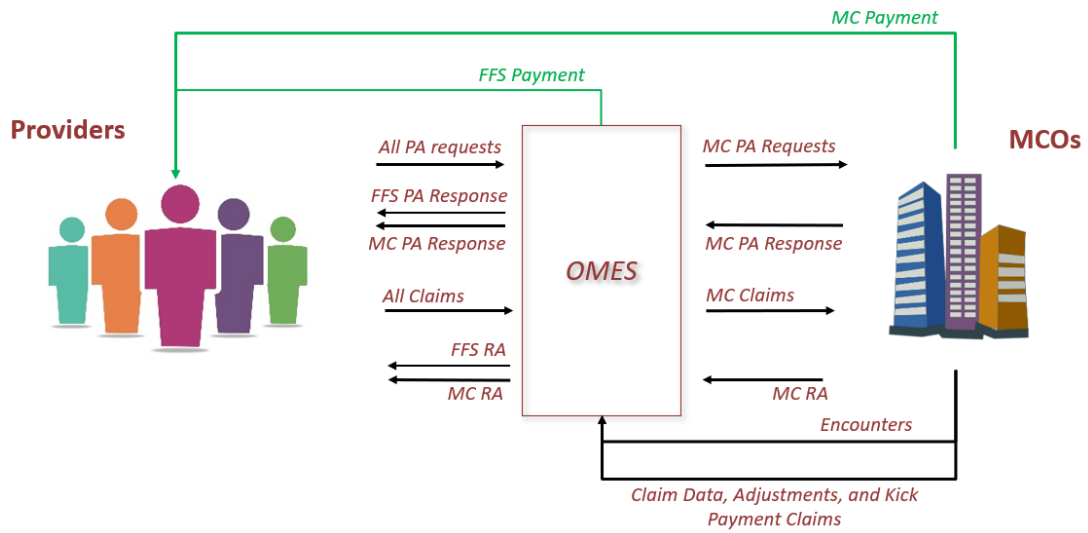 MC Payment
FFS Payment
Providers
MCOs
All PA requests
MC PA Requests
FFS PA Response
MC PA Response
MC PA Response
OMES
All Claims
MC Claims
FFS RA
MC RA
MC RA
Encounters
Claim Data, Adjustments, and Kick
Payment Claims